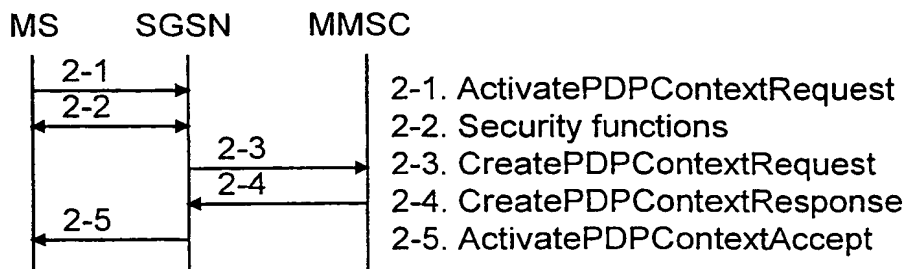 MS SGSN MMSC
2-1
2-2
2-3
2-4
2-5
2-1. ActivatePDPContextRequest
2-2. Security functions
2-3. CreatePDPContextRequest
2-4. CreatePDPContextResponse
2-5. ActivatePDPContextAccept